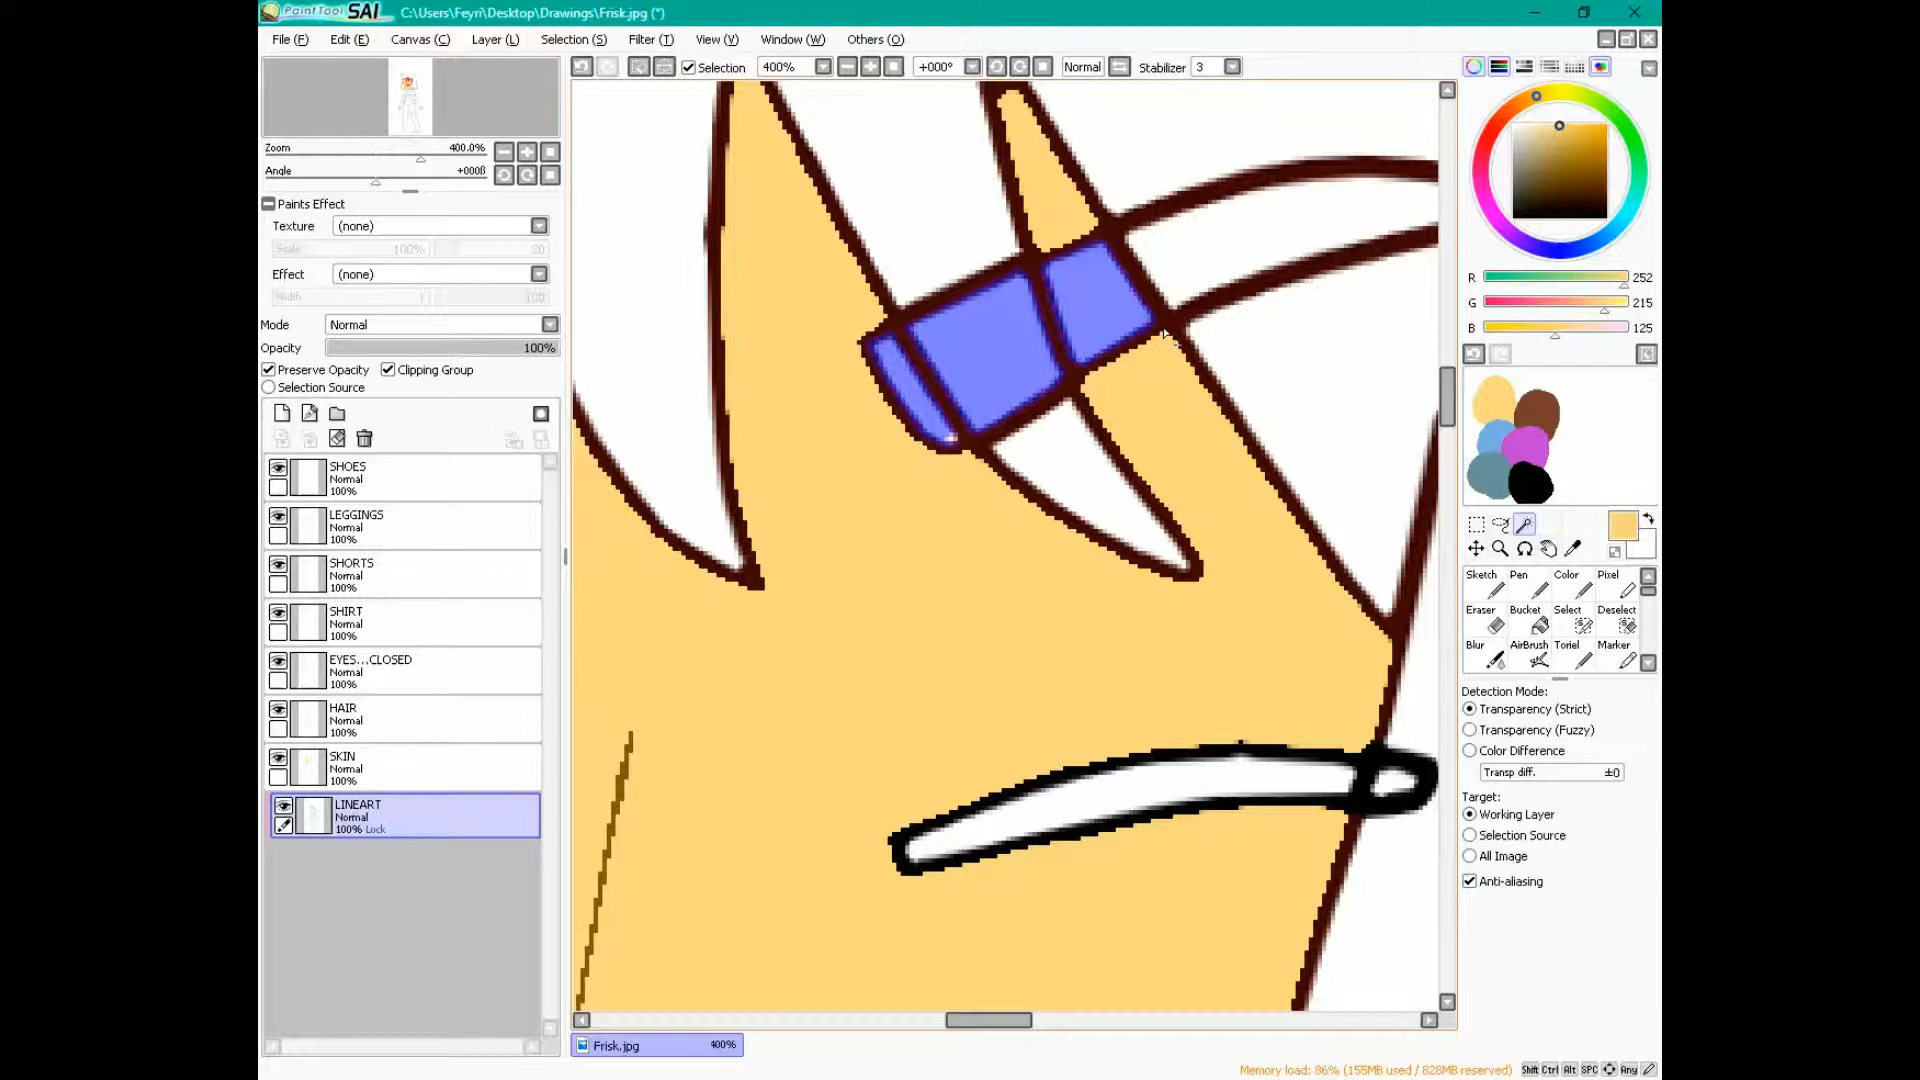 PaintTool SAI C:\Users\Feyri\Desktop\Drawings\Frisk.jpg (*)
File (F) Edit (E) Canvas (C) Layer (L) Selection (S) Filter (T) View (V) Window (W) Others (O)
Selection 400% +000° Normal Stabilizer 3
Zoom 400.0%
Angle +000ß
Paints Effect
Texture (none)
Scale 100% 20
Effect (none)
Width 1 100
Mode Normal
Opacity 100%
Preserve Opacity Clipping Group
Selection Source
SHOES
Normal
100%
LEGGINGS
Normal
100%
SHORTS
Normal
100%
SHIRT
Normal
100%
EYES...CLOSED
Normal
100%
HAIR
Normal
100%
SKIN
Normal
100%
LINEART
Normal
100% Lock
R 252
G 215
B 125
Sketch Pen Color Pixel
Eraser Bucket Select Deselect
Blur AirBrush Toriel Marker
Detection Mode:
Transparency (Strict)
Transparency (Fuzzy)
Color Difference
Transp diff. ±0
Target:
Working Layer
Selection Source
All Image
Anti-aliasing
Frisk.jpg 400%
Memory load: 86% (155MB used / 828MB reserved) Shift Ctrl Alt SPC Any